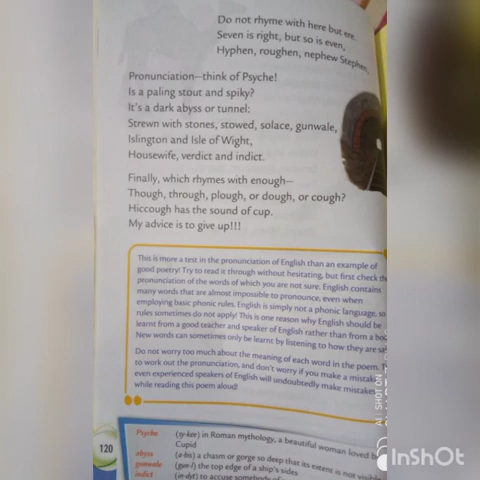 Do not rhyme with here but ere.
Seven is right, but so is even,
Hyphen, roughen, nephew Stephen,
Pronunciation—think of Psyche!
Is a paling stout and spiky?
It's a dark abyss or tunnel:
Strewn with stones, stowed, solace, gunwale,
Islington and Isle of Wight,
Housewife, verdict and indict.
Finally, which rhymes with enough—
Though, through, plough, or dough, or cough?
Hiccough has the sound of cup.
My advice is to give up!!!
This is more a test in the pronunciation of English than an example of
good poetry! Try to read it through without hesitating, but first check the
pronunciation of the words of which you are not sure. English contains
many words that are almost impossible to pronounce, even when
employing basic phonic rules. English is simply not a phonic language, so
rules sometimes do not apply! This is one reason why English should be
learnt from a good teacher and speaker of English rather than from a
New words can sometimes only be learnt by listening to how they are
Do not worry too much about the meaning of each word in the poem.
to work out the pronunciation, and don't worry if you make a mistake
even experienced speakers of English will undoubtedly make mistakes
while reading this poem aloud!
Psyche (sy-kee) in Roman mythology, a beautiful woman loved by
Cupid
abyss (a-bis) a chasm or gorge so deep that its extent is not visible
gunwale (gun-l) the top edge of a ship's sides
indict (in-dyt) to accuse somebody of
120
SHOT ON
InShOt